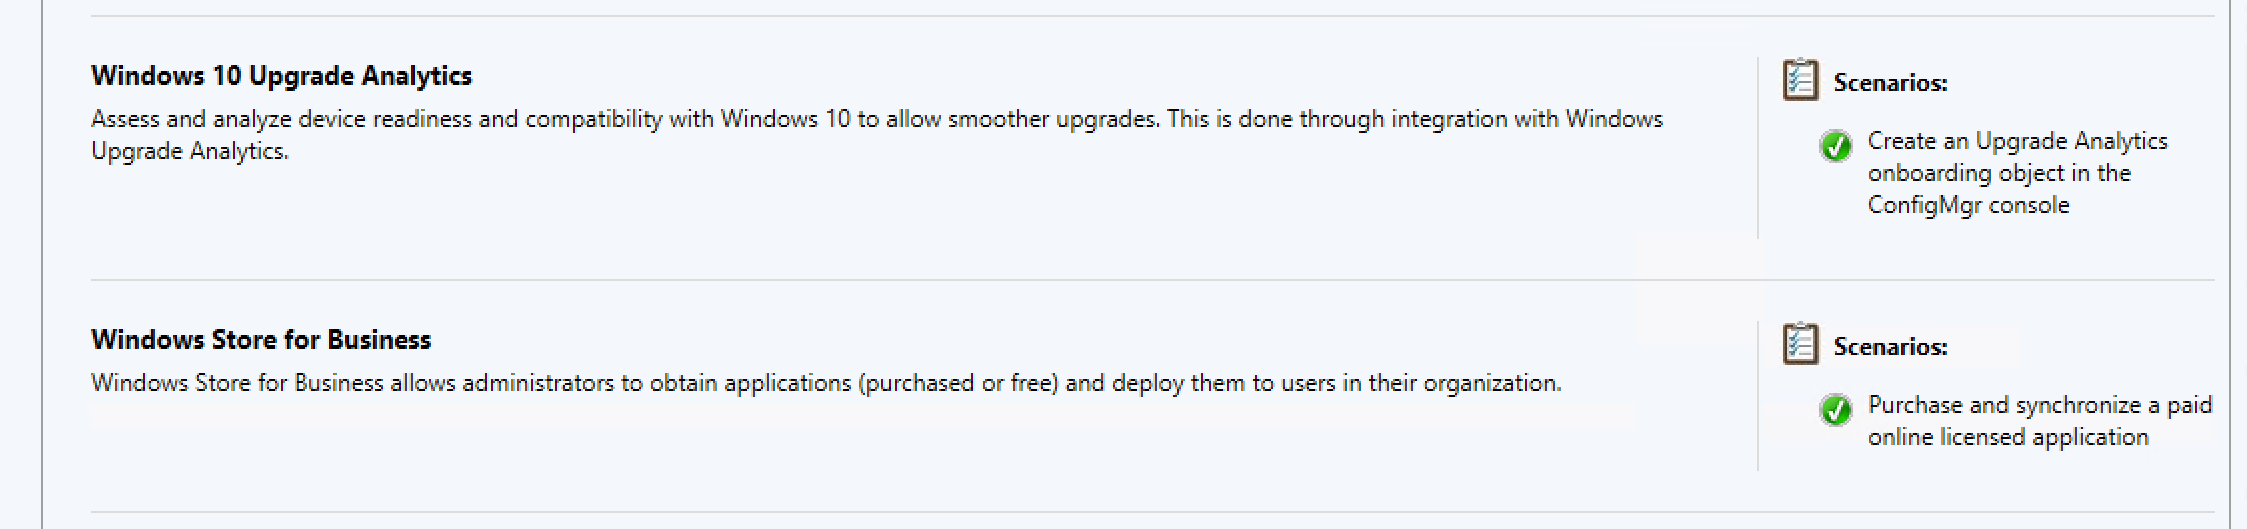 Windows 10 Upgrade Analytics
Assess and analyze device readiness and compatibility with Windows 10 to allow smoother upgrades. This is done through integration with Windows
Upgrade Analytics.
Scenarios:
Create an Upgrade Analytics
onboarding object in the
ConfigMgr console
Windows Store for Business
Windows Store for Business allows administrators to obtain applications (purchased or free) and deploy them to users in their organization.
Scenarios:
Purchase and synchronize a paid
online licensed application